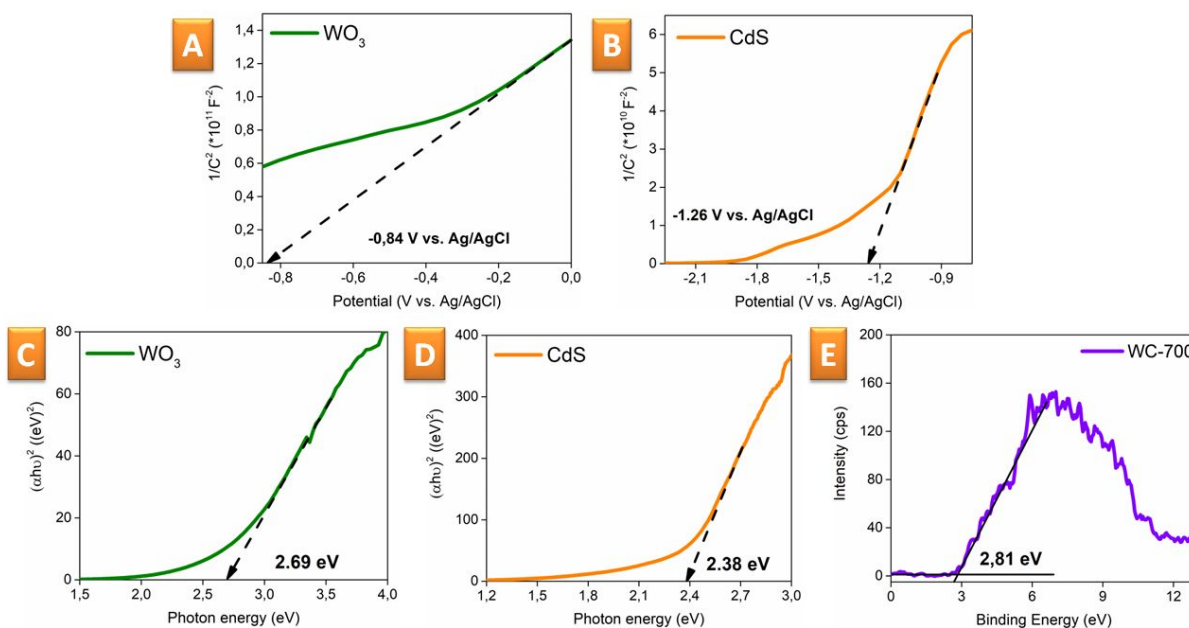 A
WO₃
1/C² (*10¹¹ F⁻²)
1,4
1,2
1,0
0,8
0,6
0,4
0,2
0,0
-0,84 V vs. Ag/AgCl
-0,8
-0,6
-0,4
-0,2
0,0
Potential (V vs. Ag/AgCl)
B
CdS
1/C² (*10¹⁰ F⁻²)
6
5
4
3
2
1
0
-1.26 V vs. Ag/AgCl
-2,1
-1,8
-1,5
-1,2
-0,9
Potential (V vs. Ag/AgCl)
C
WO₃
(αhυ)² ((eV)²)
80
60
40
20
0
2.69 eV
1,5
2,0
2,5
3,0
3,5
4,0
Photon energy (eV)
D
CdS
(αhυ)² ((eV)²)
400
300
200
100
0
2.38 eV
1,2
1,5
1,8
2,1
2,4
2,7
3,0
Photon energy (eV)
E
WC-700
Intensity (cps)
200
160
120
80
40
0
2,81 eV
0
3
6
9
12
Binding Energy (eV)